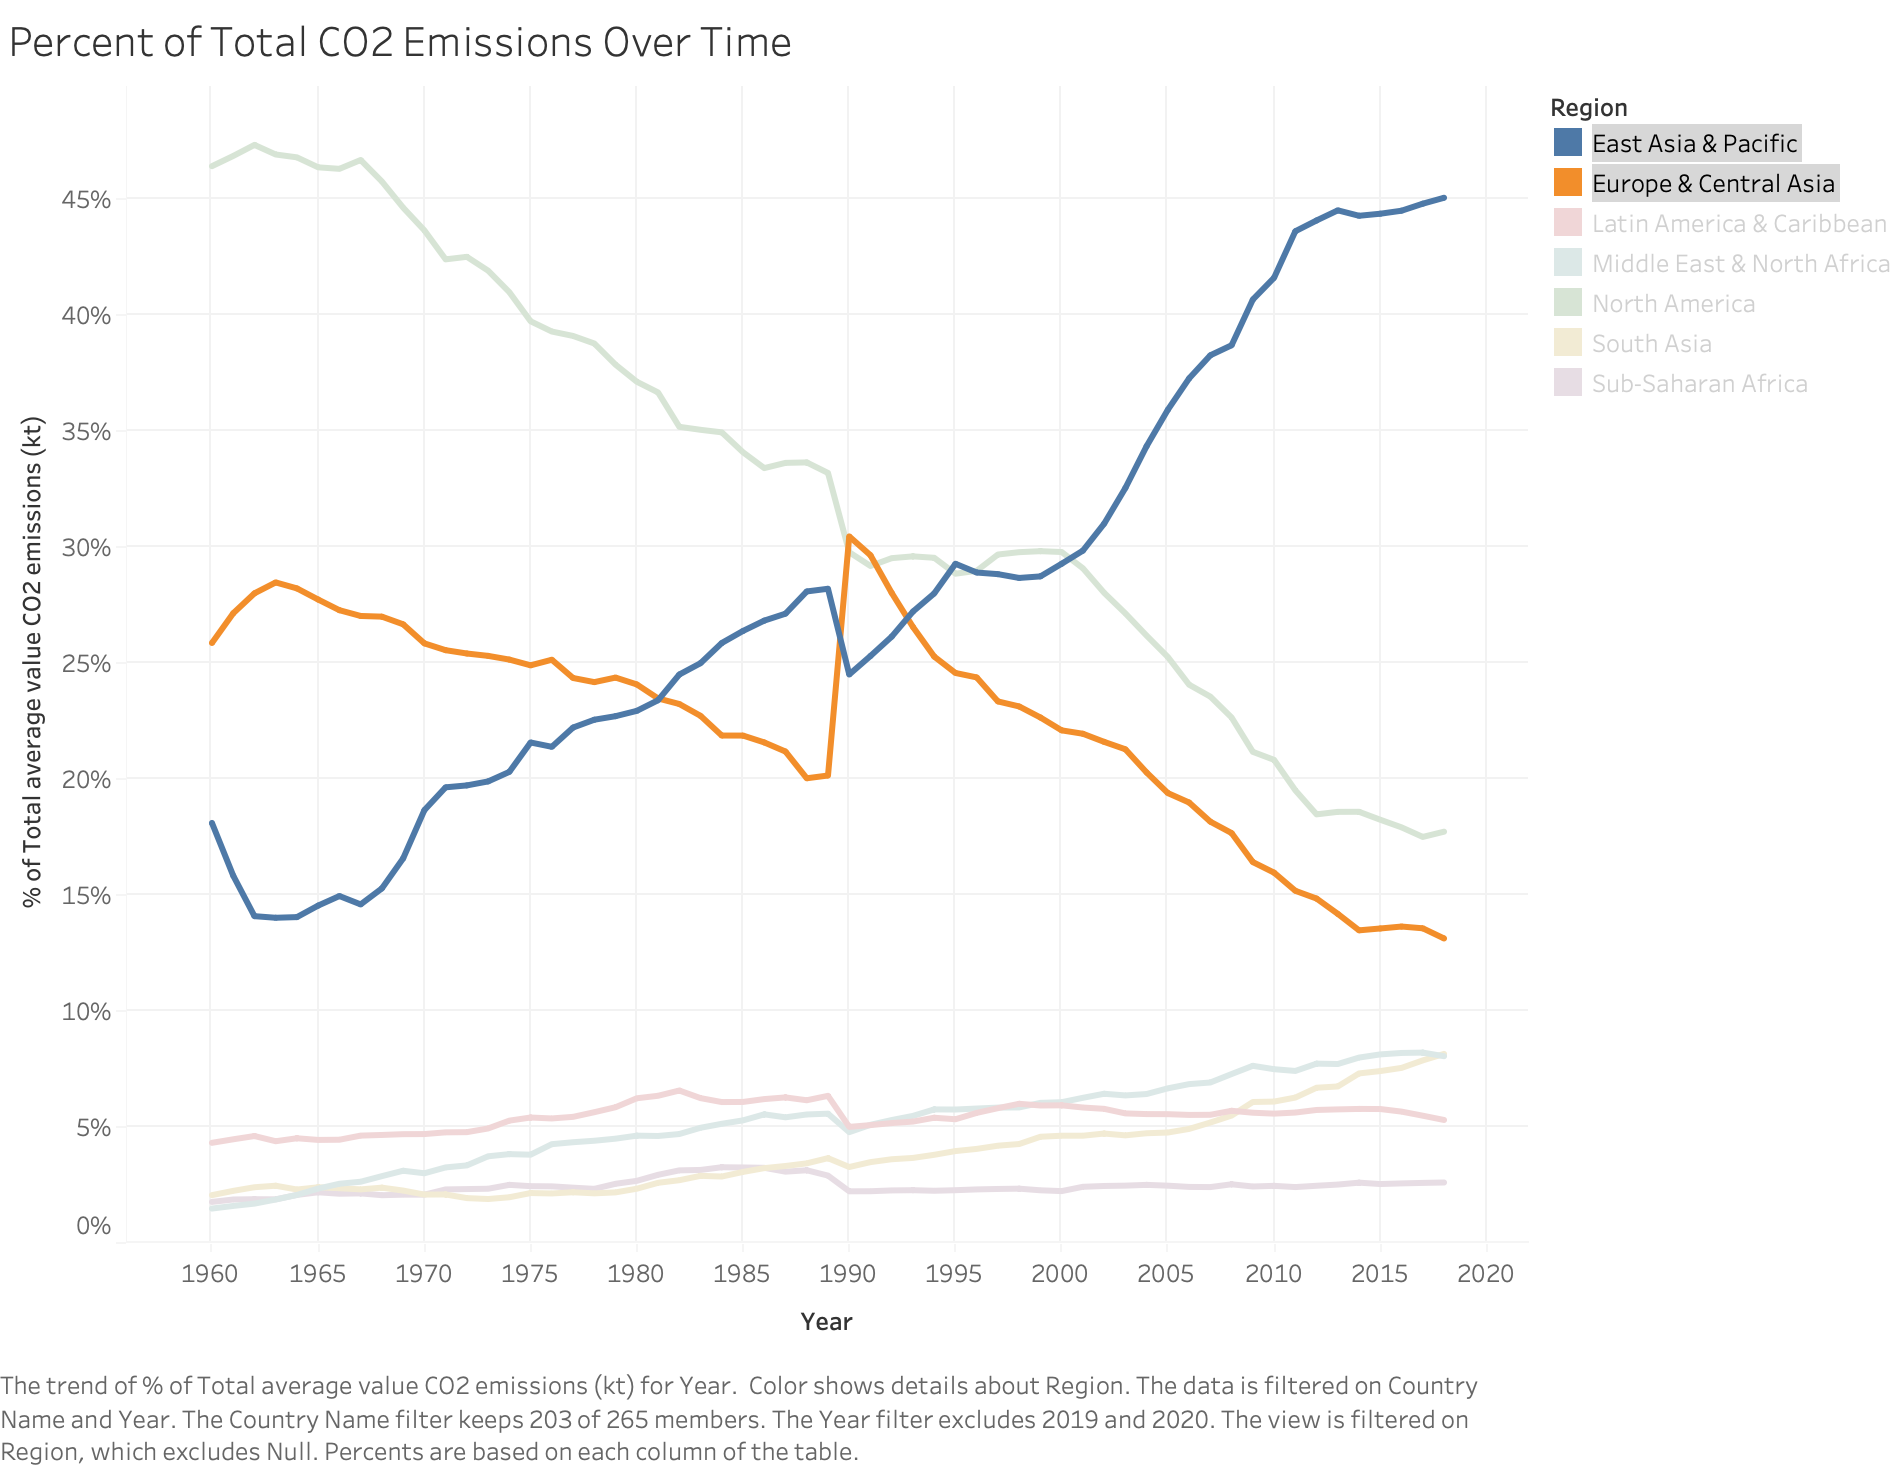 Percent of Total CO2 Emissions Over Time
Region
East Asia & Pacific
Europe & Central Asia
Latin America & Caribbean
Middle East & North Africa
North America
South Asia
Sub-Saharan Africa
% of Total average value CO2 emissions (kt)
45%
40%
35%
30%
25%
20%
15%
10%
5%
0%
1960 1965 1970 1975 1980 1985 1990 1995 2000 2005 2010 2015 2020
Year
The trend of % of Total average value CO2 emissions (kt) for Year.  Color shows details about Region. The data is filtered on Country
Name and Year. The Country Name filter keeps 203 of 265 members. The Year filter excludes 2019 and 2020. The view is filtered on
Region, which excludes Null. Percents are based on each column of the table.